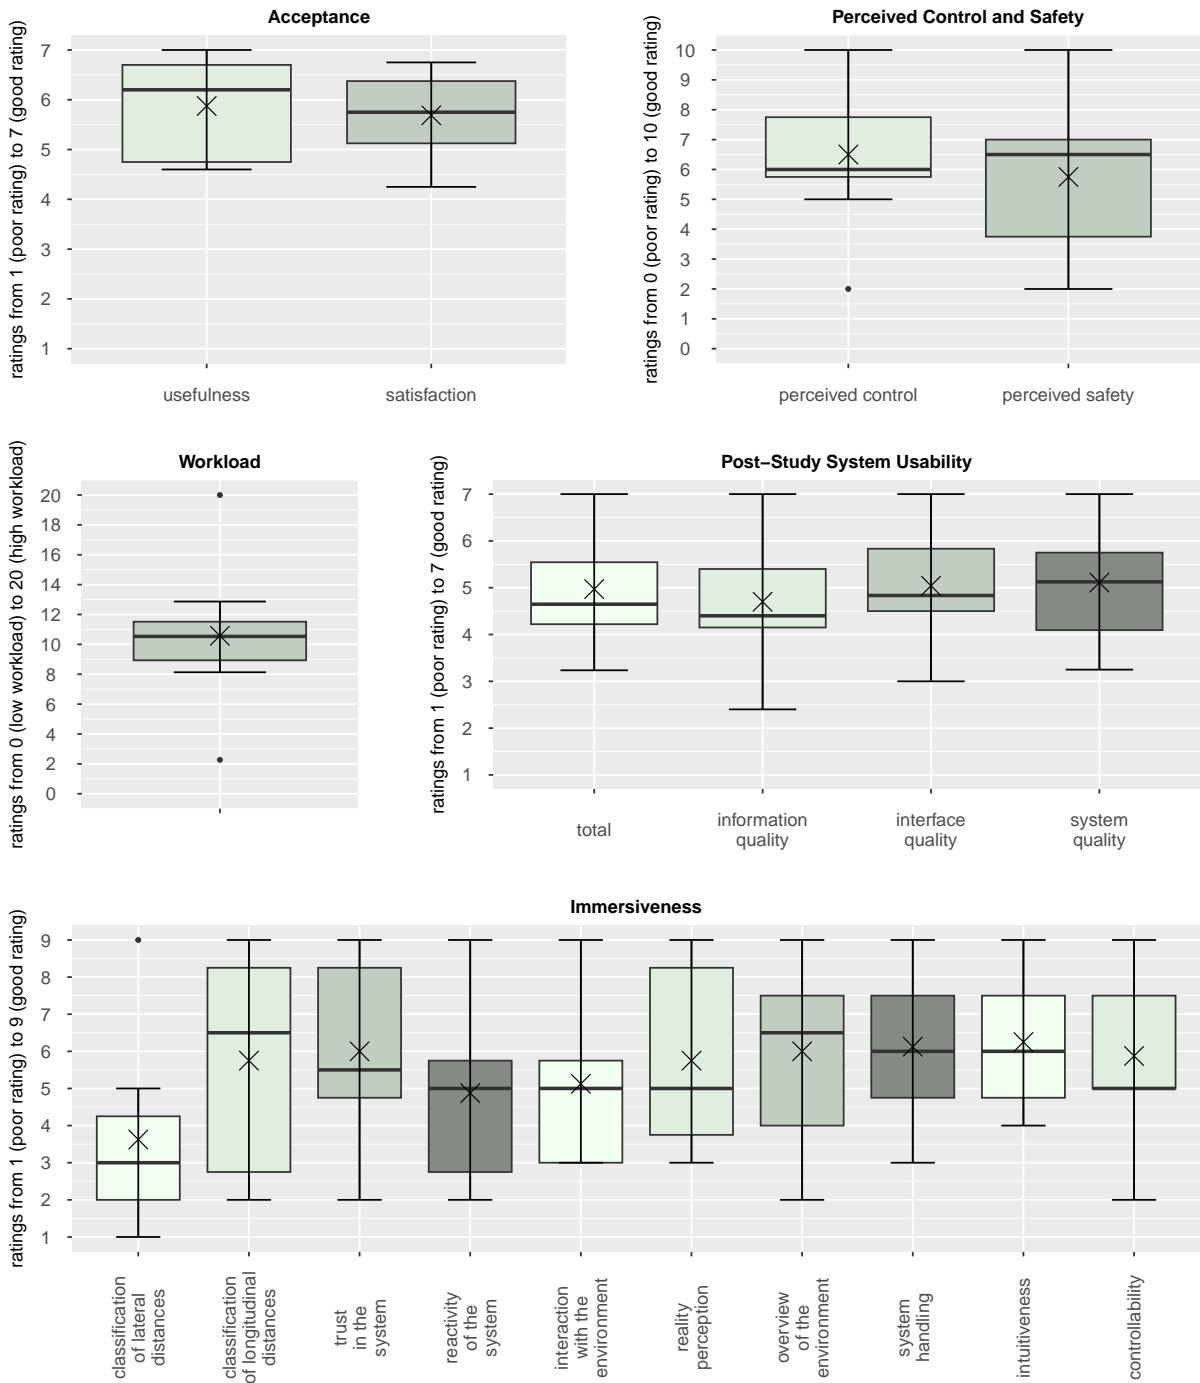 Acceptance
ratings from 1 (poor rating) to 7 (good rating)
7
6
5
4
3
2
1
usefulness
satisfaction
Perceived Control and Safety
ratings from 0 (poor rating) to 10 (good rating)
10
9
8
7
6
5
4
3
2
1
0
perceived control
perceived safety
Workload
ratings from 0 (low workload) to 20 (high workload)
20
18
16
14
12
10
8
6
4
2
0
Post−Study System Usability
ratings from 1 (poor rating) to 7 (good rating)
7
6
5
4
3
2
1
total
information
quality
interface
quality
system
quality
Immersiveness
ratings from 1 (poor rating) to 9 (good rating)
9
8
7
6
5
4
3
2
1
classification
of lateral
distances
classification
of longitudinal
distances
trust
in the
system
reactivity
of the
system
interaction
with the
environment
reality
perception
overview
of the
environment
system
handling
intuitiveness
controllability